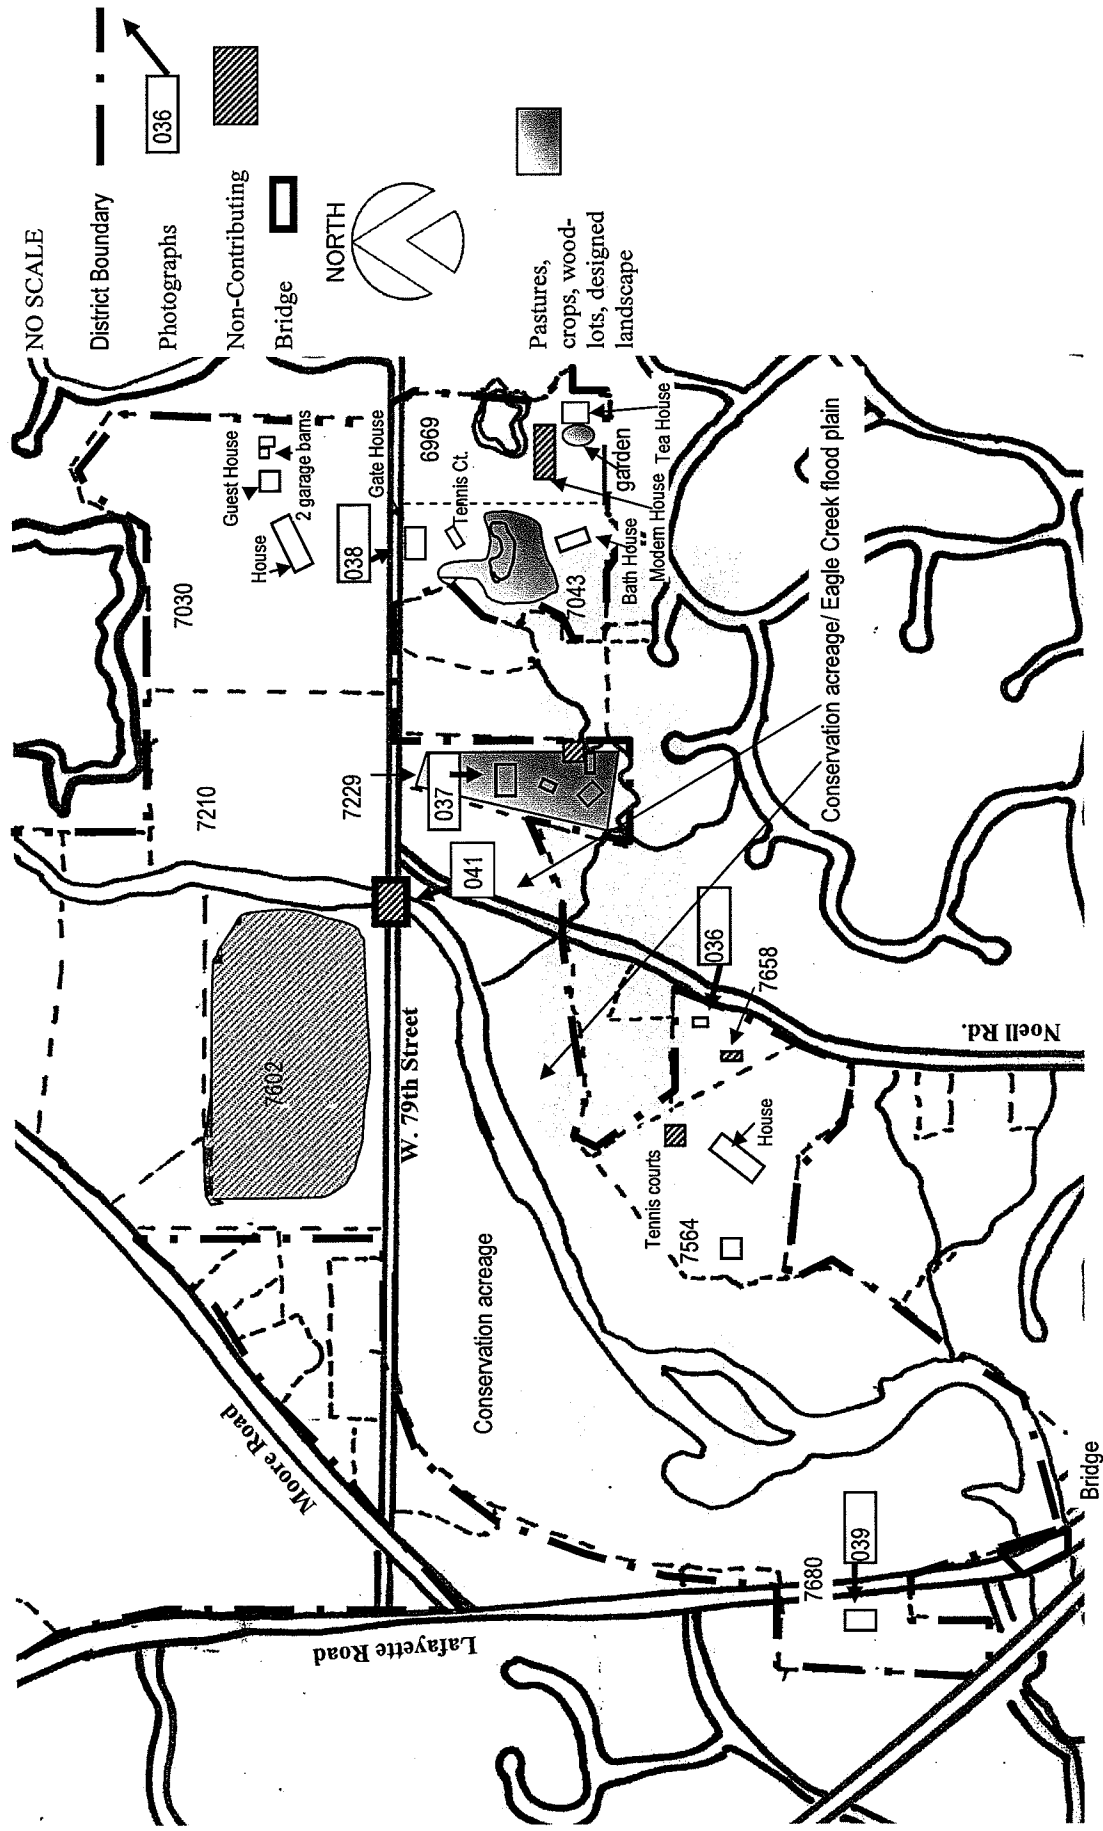 NO SCALE
District Boundary
Photographs
036
Non-Contributing
Bridge
NORTH
Pastures,
crops, wood-
lots, designed
landscape
Guest House
2 garage barns
House
7030
7210
7229
7602
Gate House
038
6969
Tennis Ct.
7043
Bath House
Modern House
garden
Tea House
037
041
W. 79th Street
Conservation acreage/ Eagle Creek flood plain
036
7658
Noell Rd.
Tennis courts
House
7564
Conservation acreage
Moore Road
Lafayette Road
7680
039
Bridge